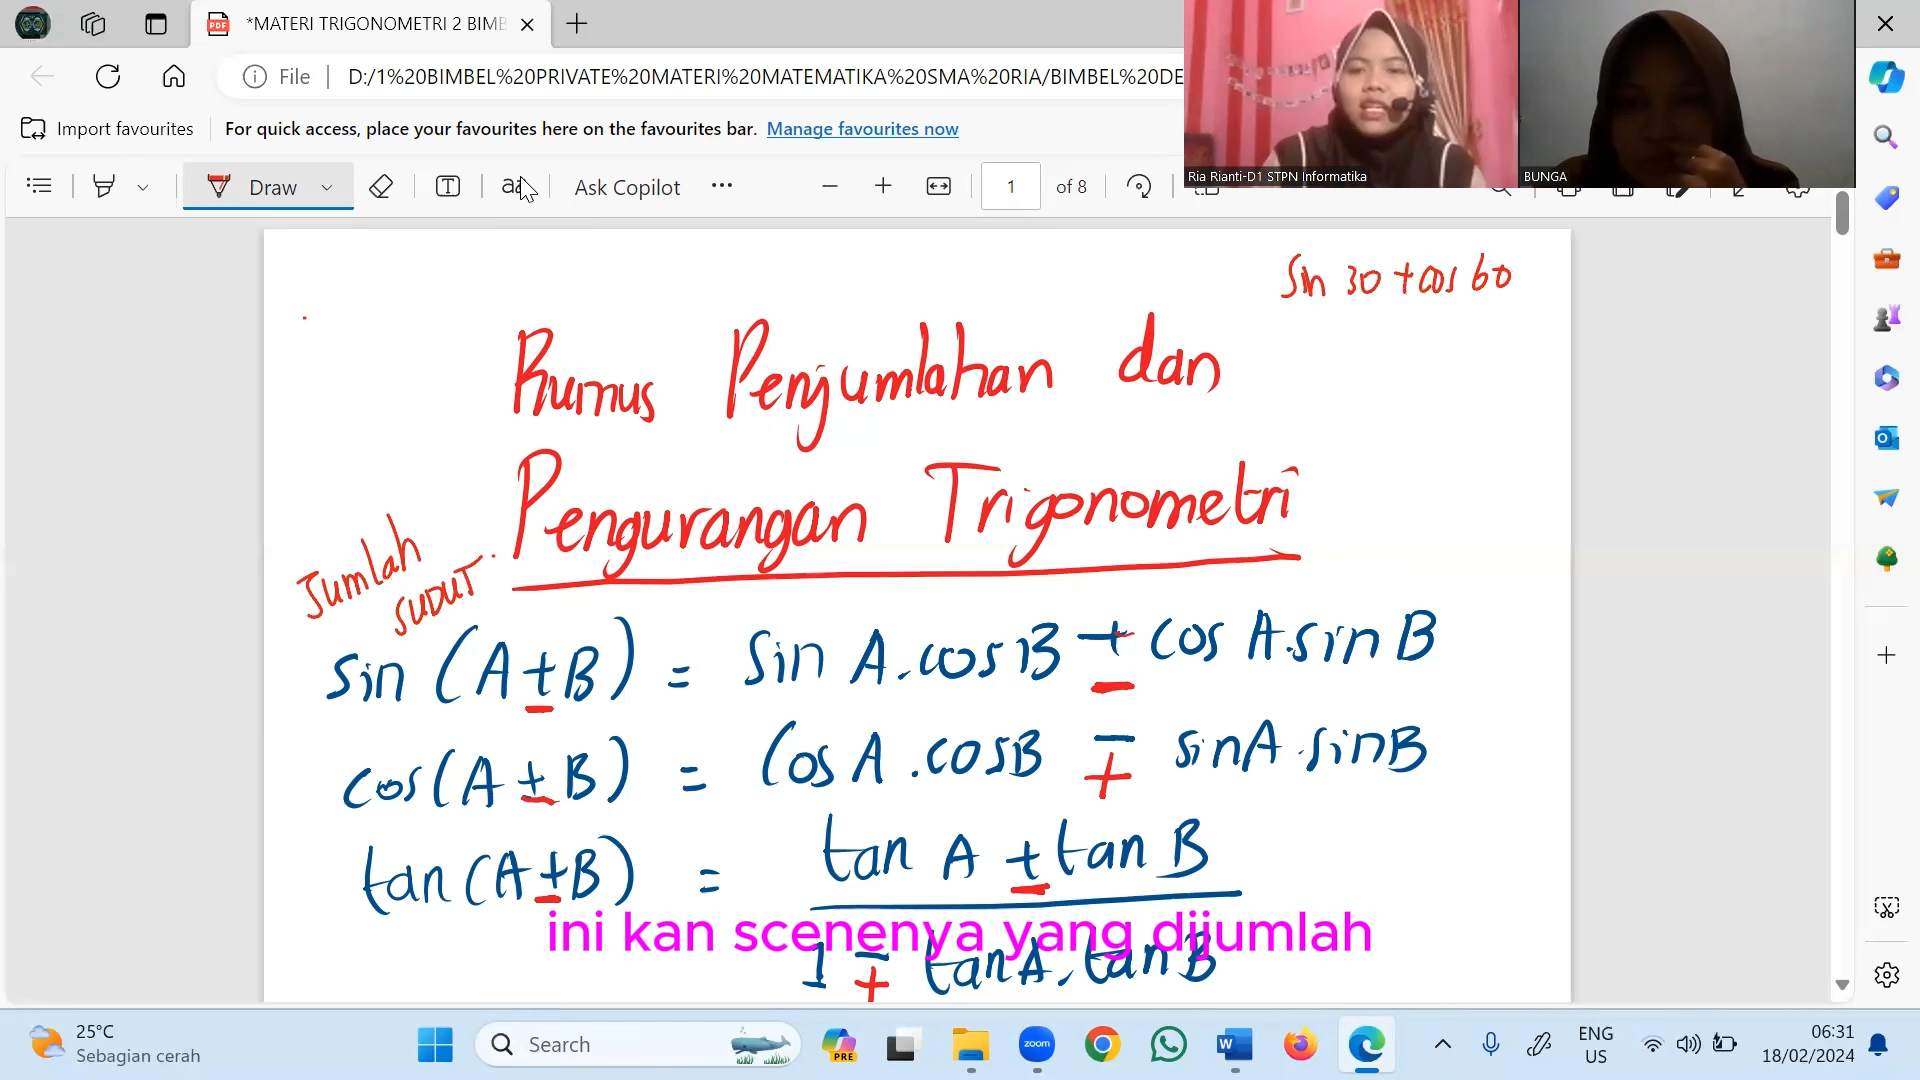 *MATERI TRIGONOMETRI 2 BIMB
File
D:/1%20BIMBEL%20PRIVATE%20MATERI%20MATEMATIKA%20SMA%20RIA/BIMBEL%20DE
Import favourites
For quick access, place your favourites here on the favourites bar. Manage favourites now
Draw
Ask Copilot
1 of 8
Ria Rianti-D1 STPN Informatika
BUNGA
sin 30 + cos 60
Rumus Penjumlahan dan
Pengurangan Trigonometri
Jumlah
SUDUT
sin (A±B) = sin A.cos B ± cos A.sin B
cos(A±B) = cos A.cos B ∓ sin A.sin B
tan(A±B) = tan A ± tan B
ini kan scenenya yang dijumlah
1 ∓ tan A.tan B
25°C
Sebagian cerah
Search
PRE
zoom
ENG
US
06:31
18/02/2024